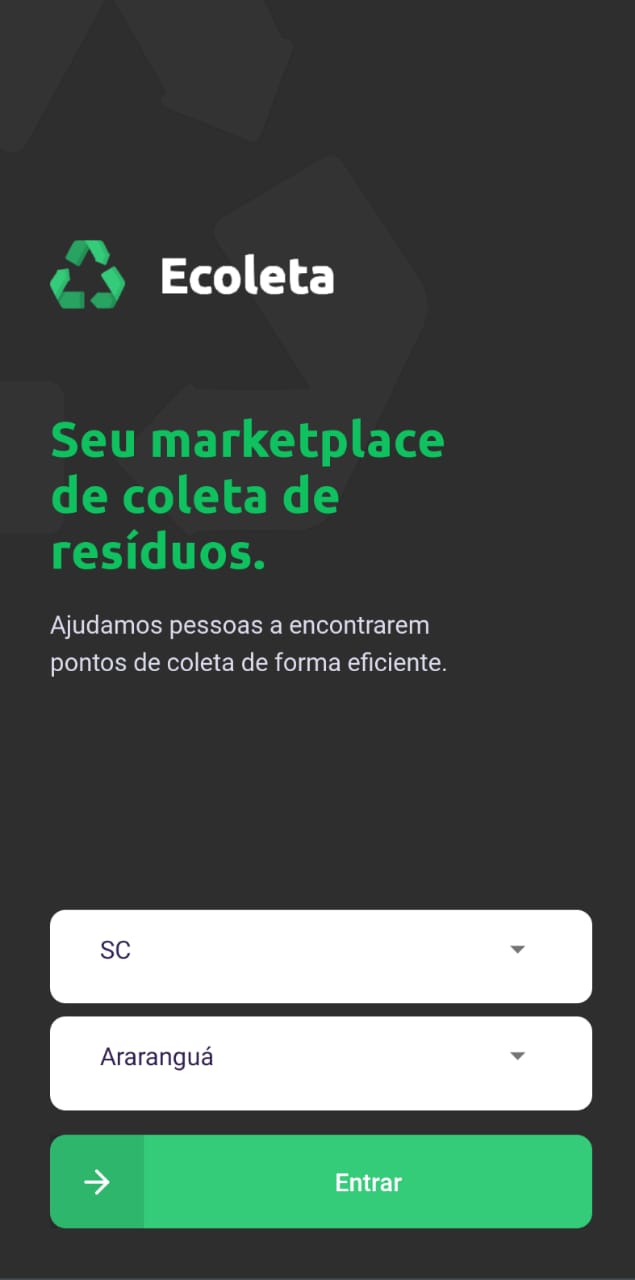 Ecoleta
Seu marketplace
de coleta de
resíduos.
Ajudamos pessoas a encontrarem
pontos de coleta de forma eficiente.
SC
Araranguá
Entrar